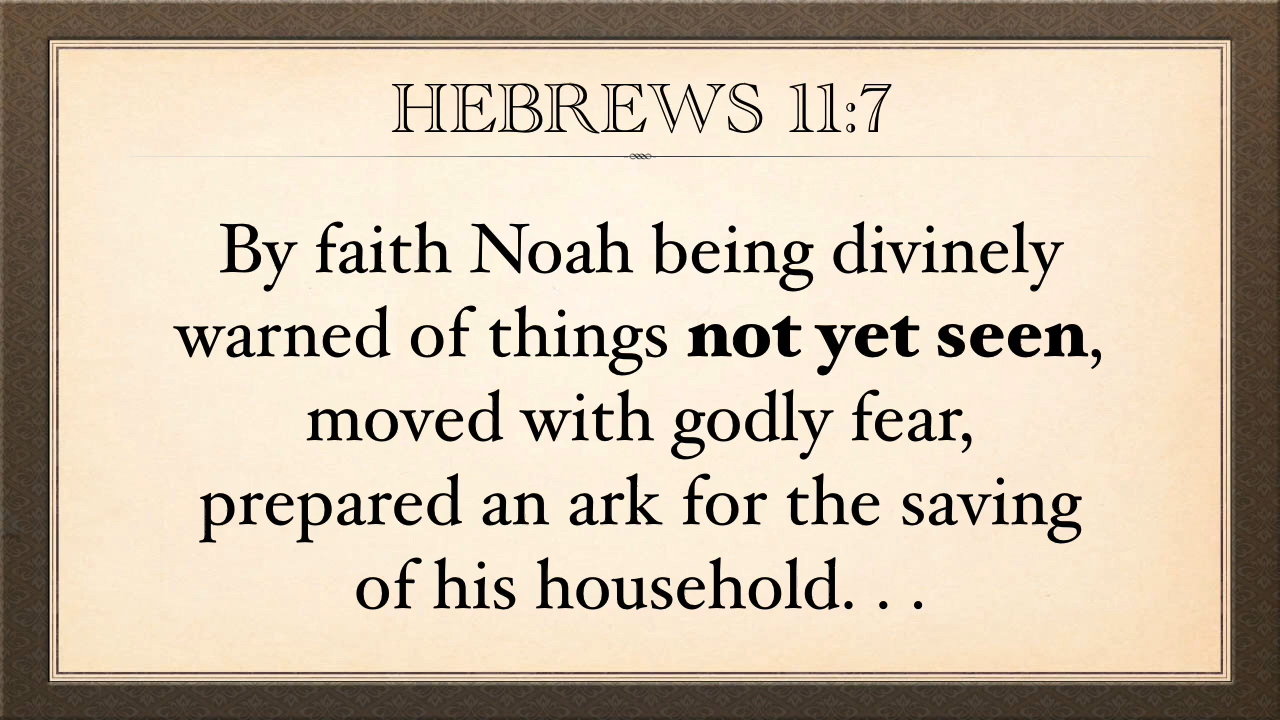 HEBREWS 11:7
By faith Noah being divinely
warned of things not yet seen,
moved with godly fear,
prepared an ark for the saving
of his household. . .